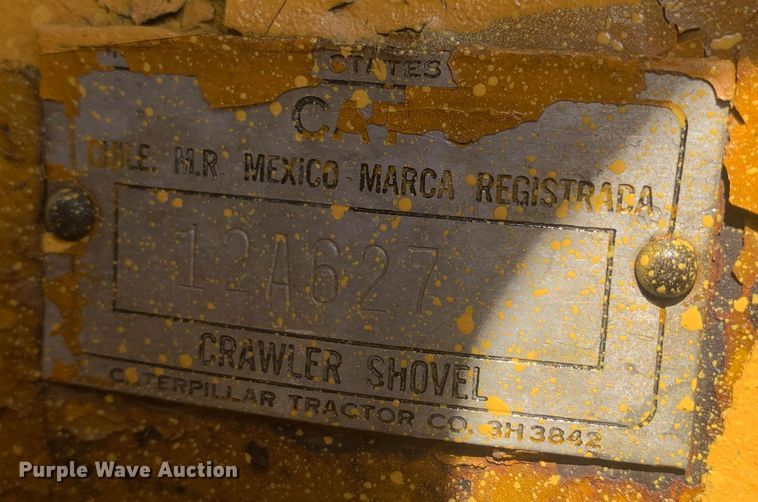 STATES
CAT
CHILE. M.R. MEXICO-MARCA REGISTRADA
12A627
CRAWLER SHOVEL
CATERPILLAR TRACTOR CO. 3H3842
Purple Wave Auction